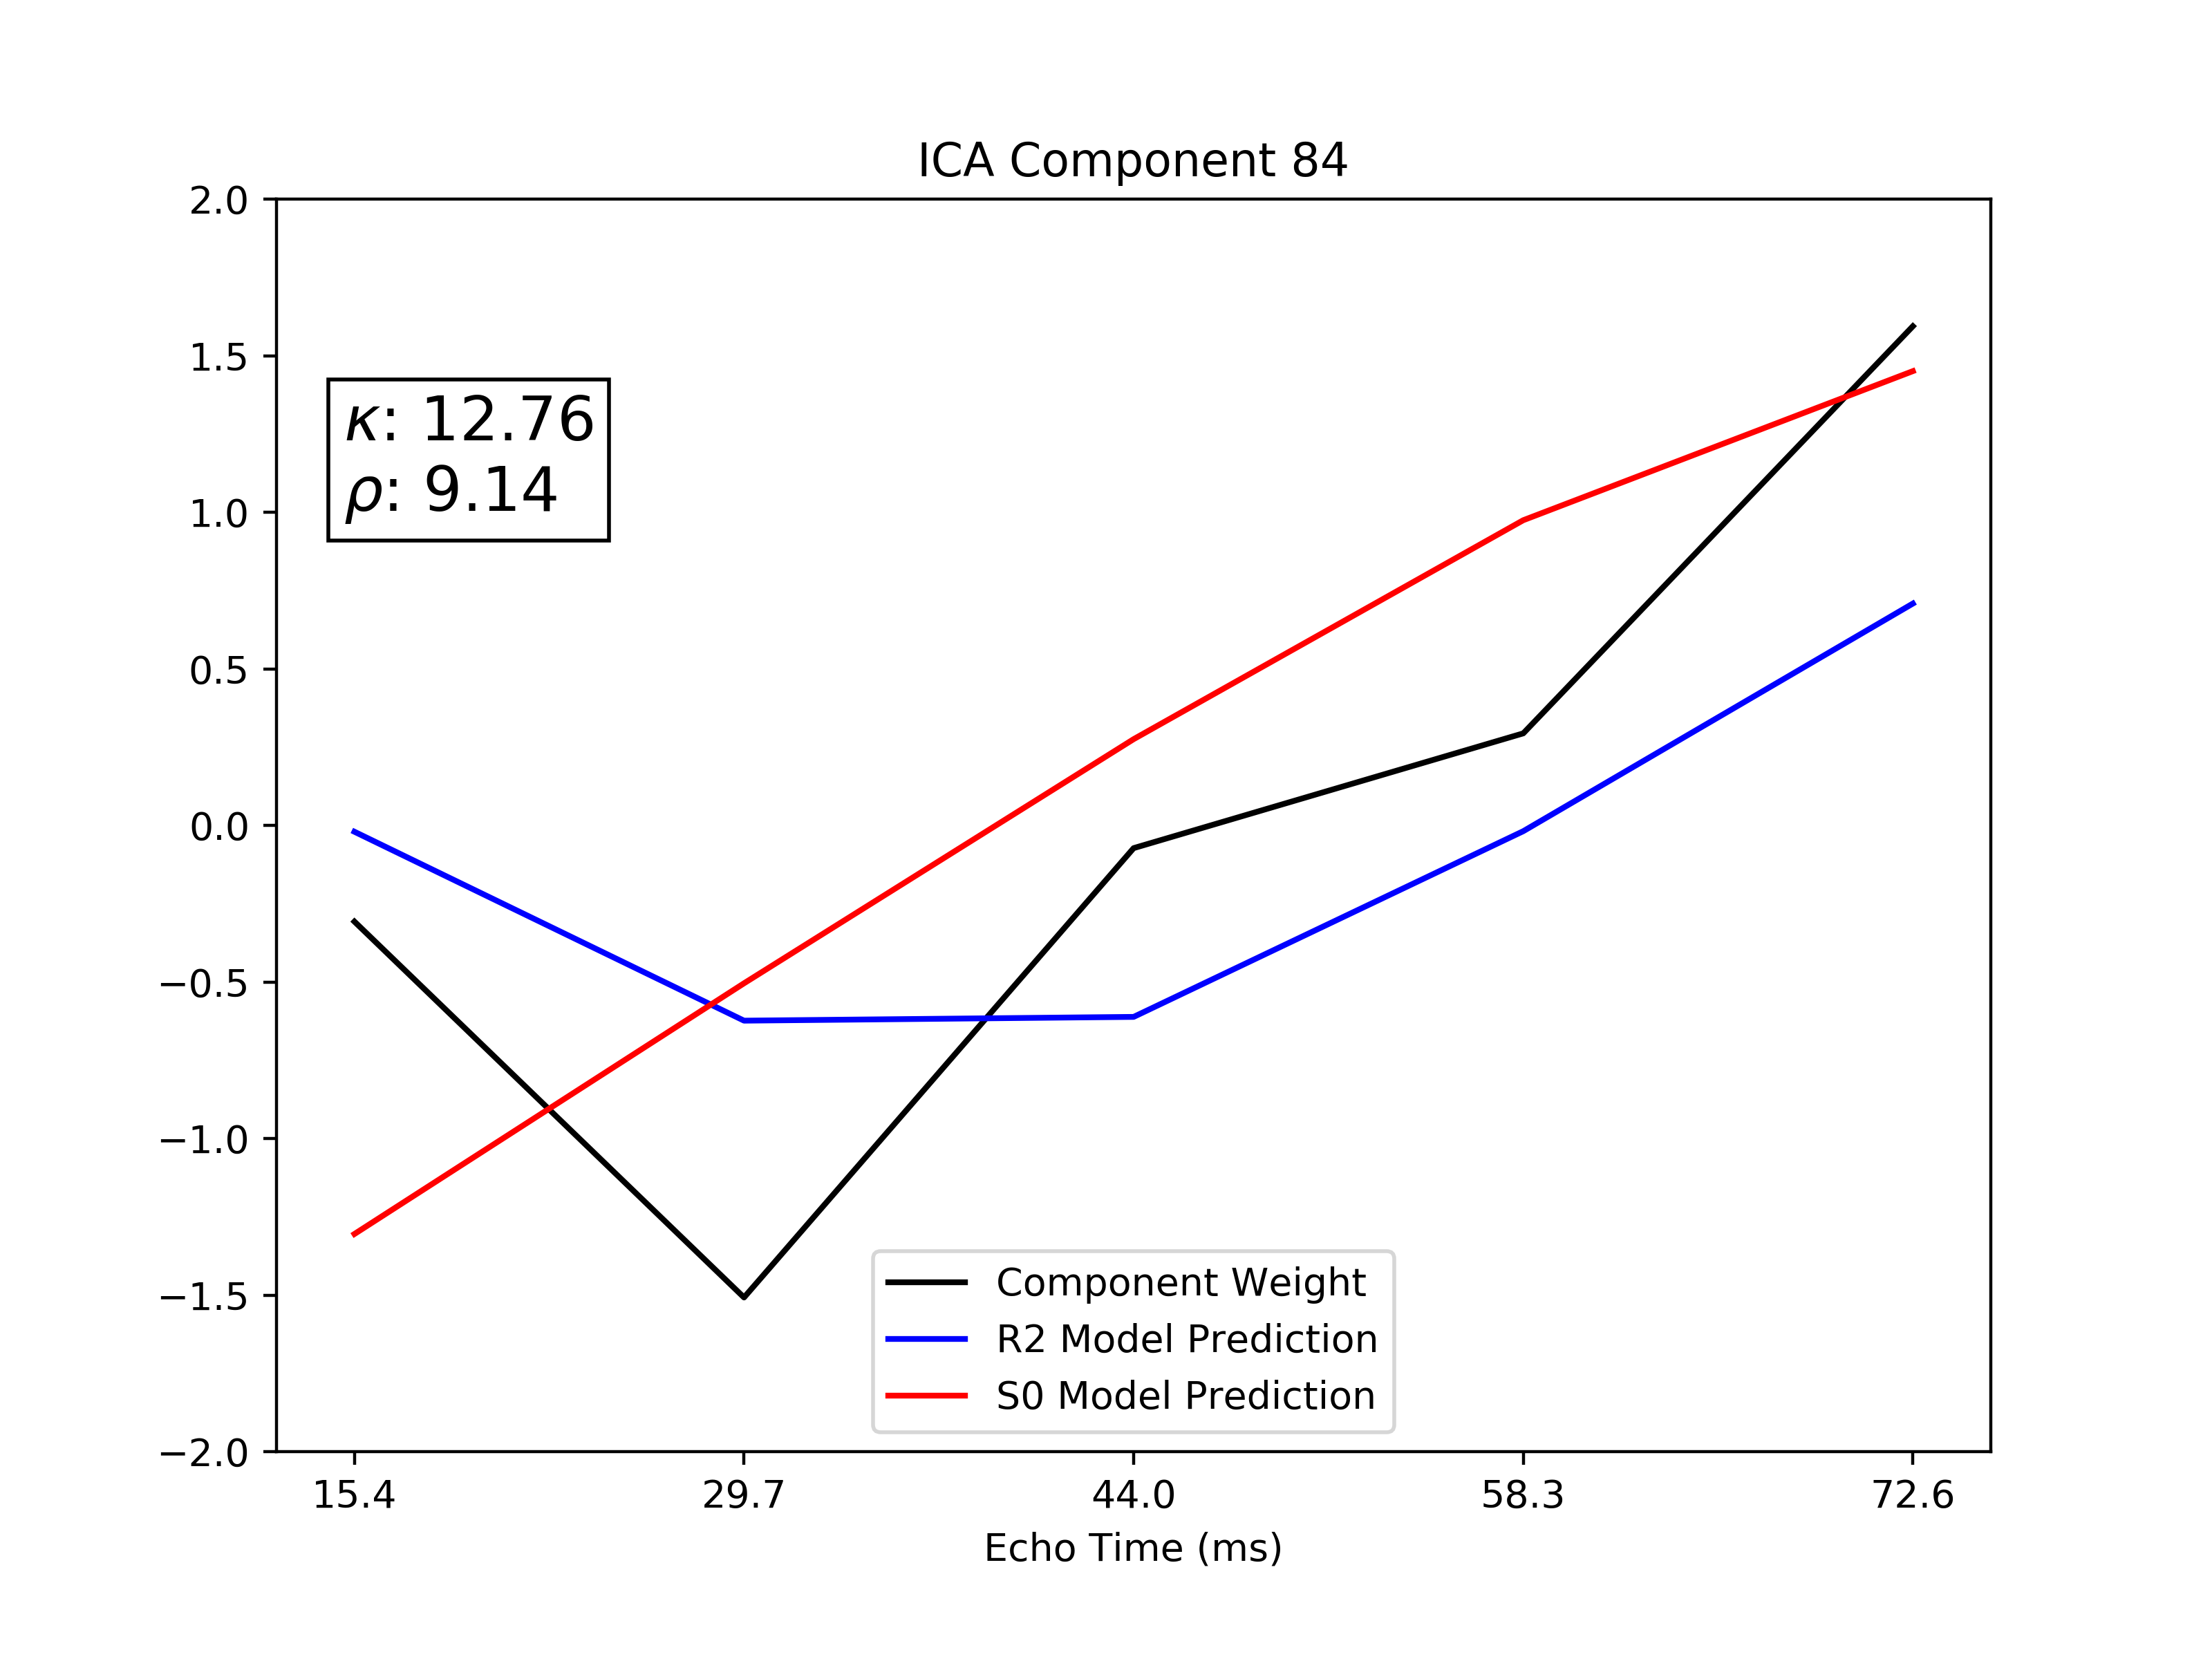 ICA Component 84
2.0
1.5
1.0
0.5
0.0
−0.5
−1.0
−1.5
−2.0
κ: 12.76
ρ: 9.14
Component Weight
R2 Model Prediction
S0 Model Prediction
15.4 29.7 44.0 58.3 72.6
Echo Time (ms)